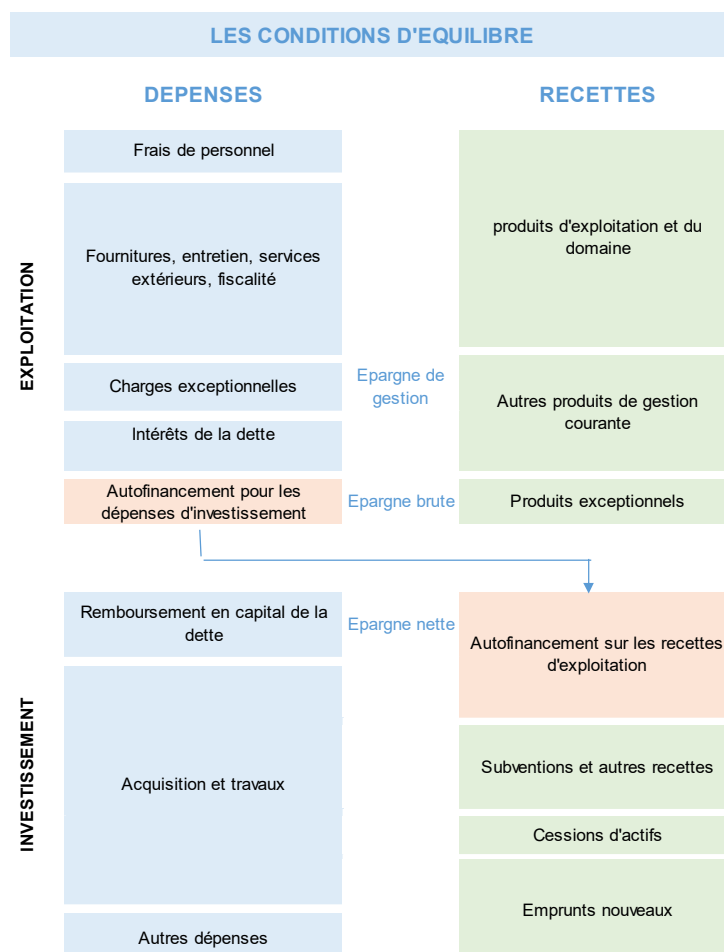 LES CONDITIONS D'EQUILIBRE
DEPENSES
RECETTES
EXPLOITATION
Frais de personnel
Fournitures, entretien, services
extérieurs, fiscalité
Charges exceptionnelles
Intérêts de la dette
Autofinancement pour les
dépenses d'investissement
Epargne de
gestion
Epargne brute
produits d'exploitation et du
domaine
Autres produits de gestion
courante
Produits exceptionnels
INVESTISSEMENT
Remboursement en capital de la
dette
Epargne nette
Acquisition et travaux
Autres dépenses
Autofinancement sur les recettes
d'exploitation
Subventions et autres recettes
Cessions d'actifs
Emprunts nouveaux